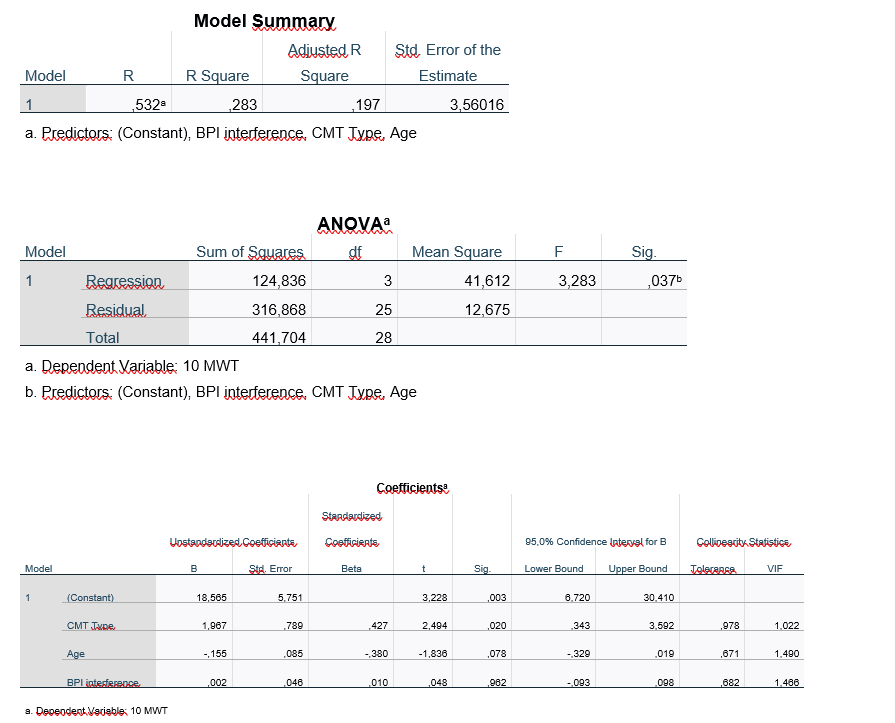 Model Summary
Model R R Square Adjusted R Square Std. Error of the Estimate
1 ,532a ,283 ,197 3,56016
a. Predictors: (Constant), BPI interference, CMT Type, Age
ANOVAa
Model Sum of Squares df Mean Square F Sig.
1 Regression 124,836 3 41,612 3,283 ,037b
Residual 316,868 25 12,675
Total 441,704 28
a. Dependent Variable: 10 MWT
b. Predictors: (Constant), BPI interference, CMT Type, Age
Coefficientsa
Unstandardized Coefficients Standardized Coefficients 95,0% Confidence Interval for B Collinearity Statistics
Model B Std. Error Beta t Sig. Lower Bound Upper Bound Tolerance VIF
1 (Constant) 18,565 5,751 3,228 ,003 6,720 30,410
CMT Type 1,967 ,789 ,427 2,494 ,020 ,343 3,592 ,978 1,022
Age -,155 ,085 -,380 -1,836 ,078 -,329 ,019 ,671 1,490
BPI interference ,002 ,046 ,010 ,048 ,962 -,093 ,098 ,682 1,466
a. Dependent Variable: 10 MWT